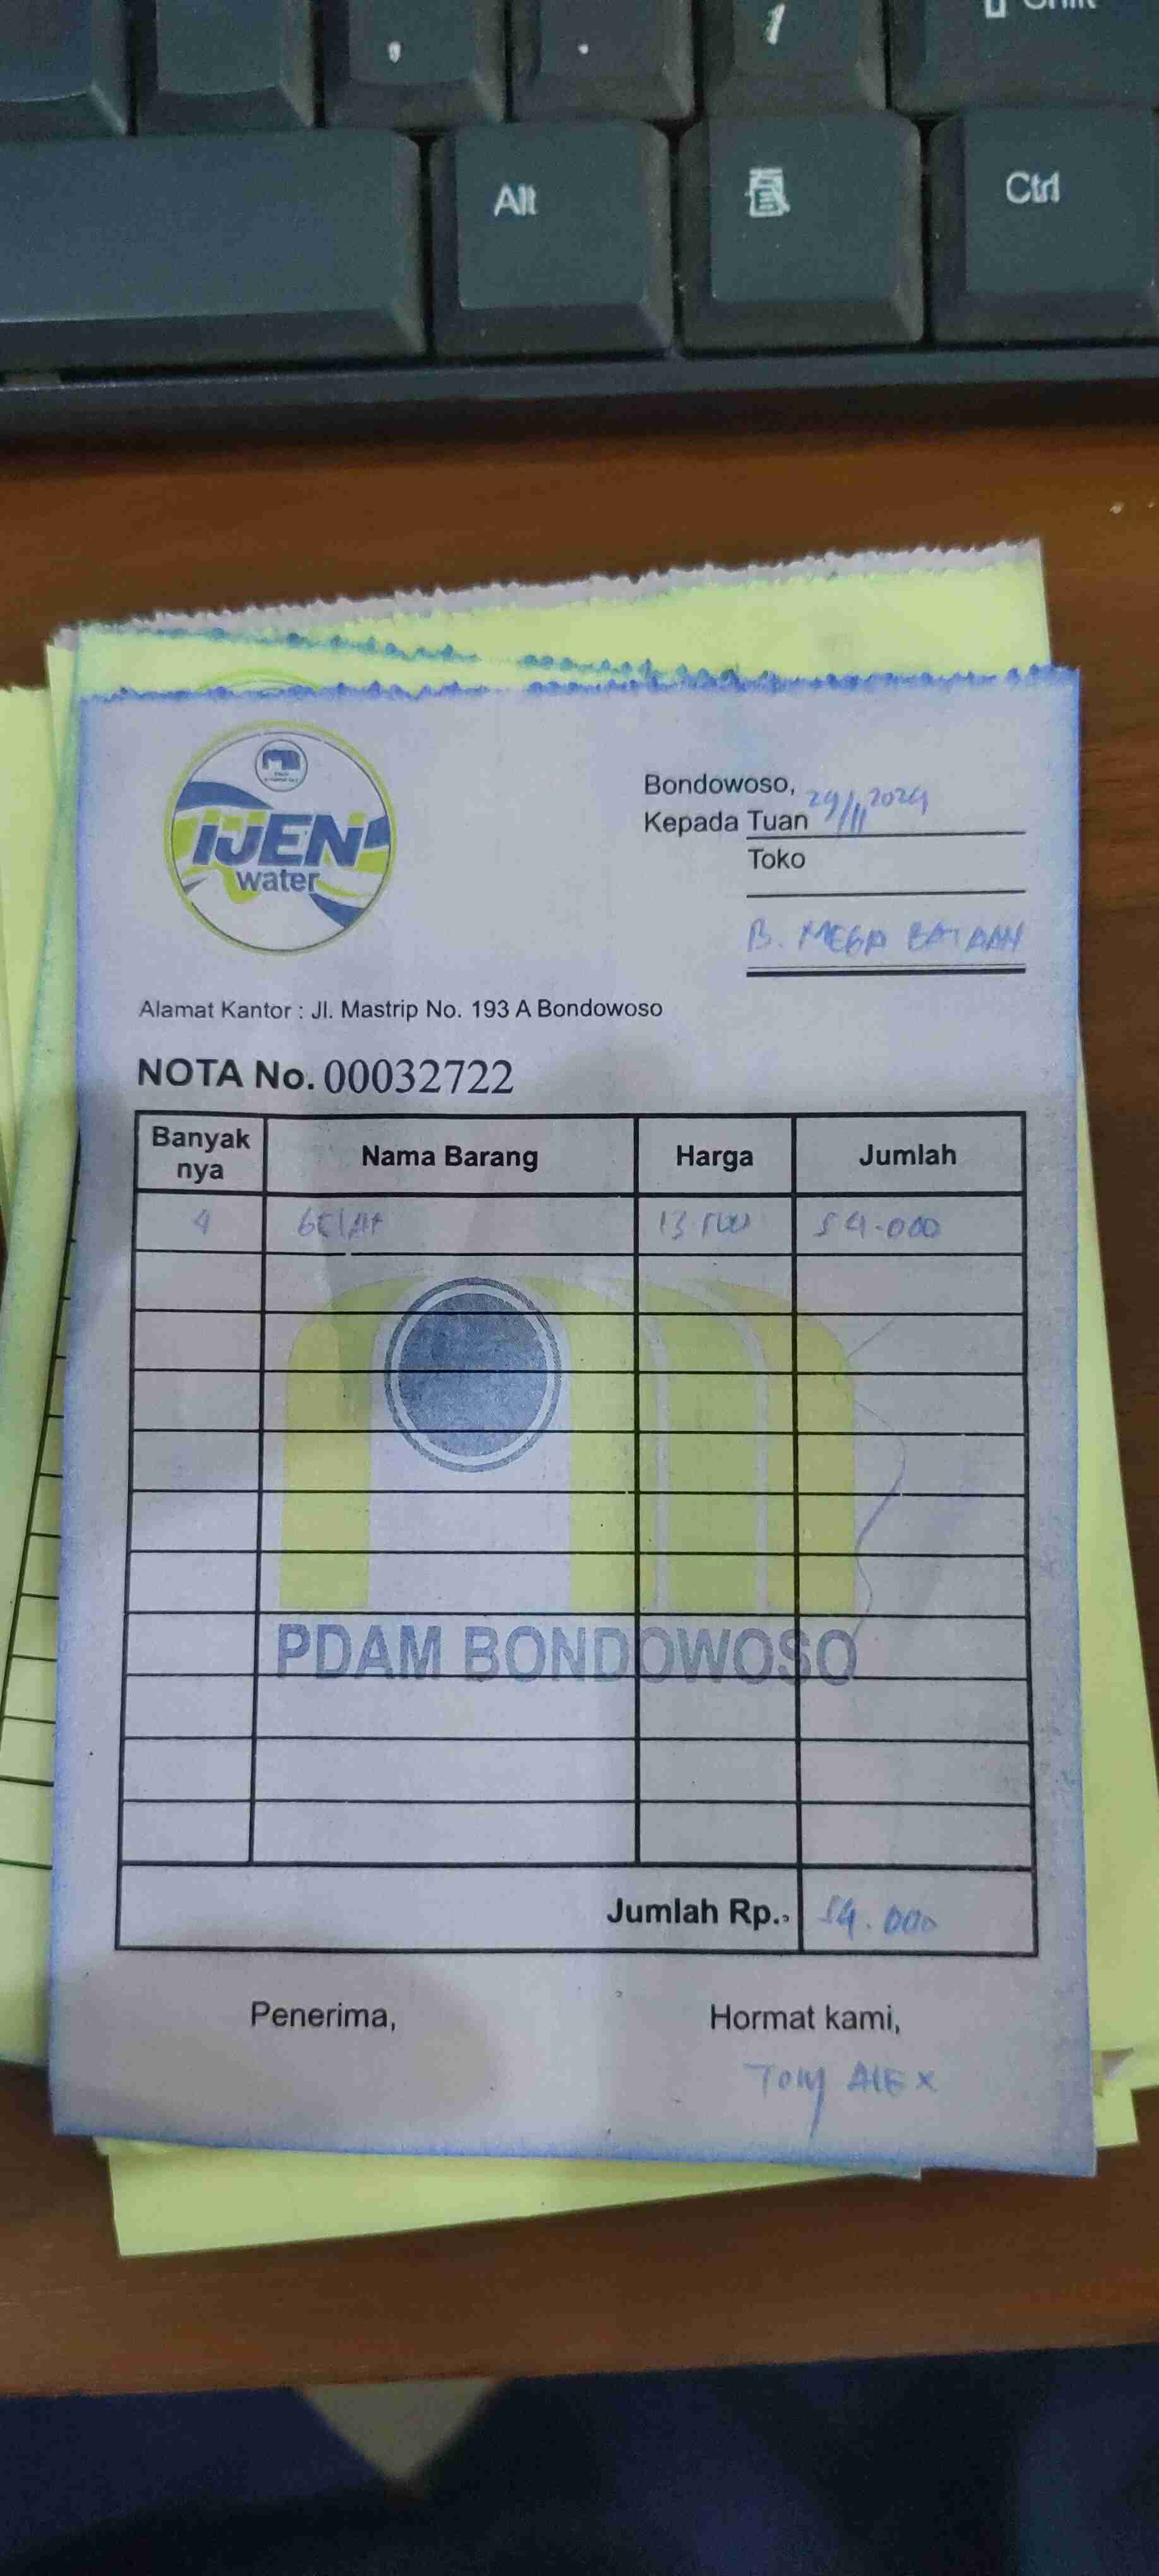 Alt
Ctrl
IJEN
water
Bondowoso, 29/11 2024
Kepada Tuan
Toko
B. MEGA BATAAN
Alamat Kantor : Jl. Mastrip No. 193 A Bondowoso
NOTA No. 00032722
Banyak nya Nama Barang Harga Jumlah
4 GELAS 13 500 54.000
PDAM BONDOWOSO
Jumlah Rp., 54.000
Penerima, Hormat kami,
Tony ALEX